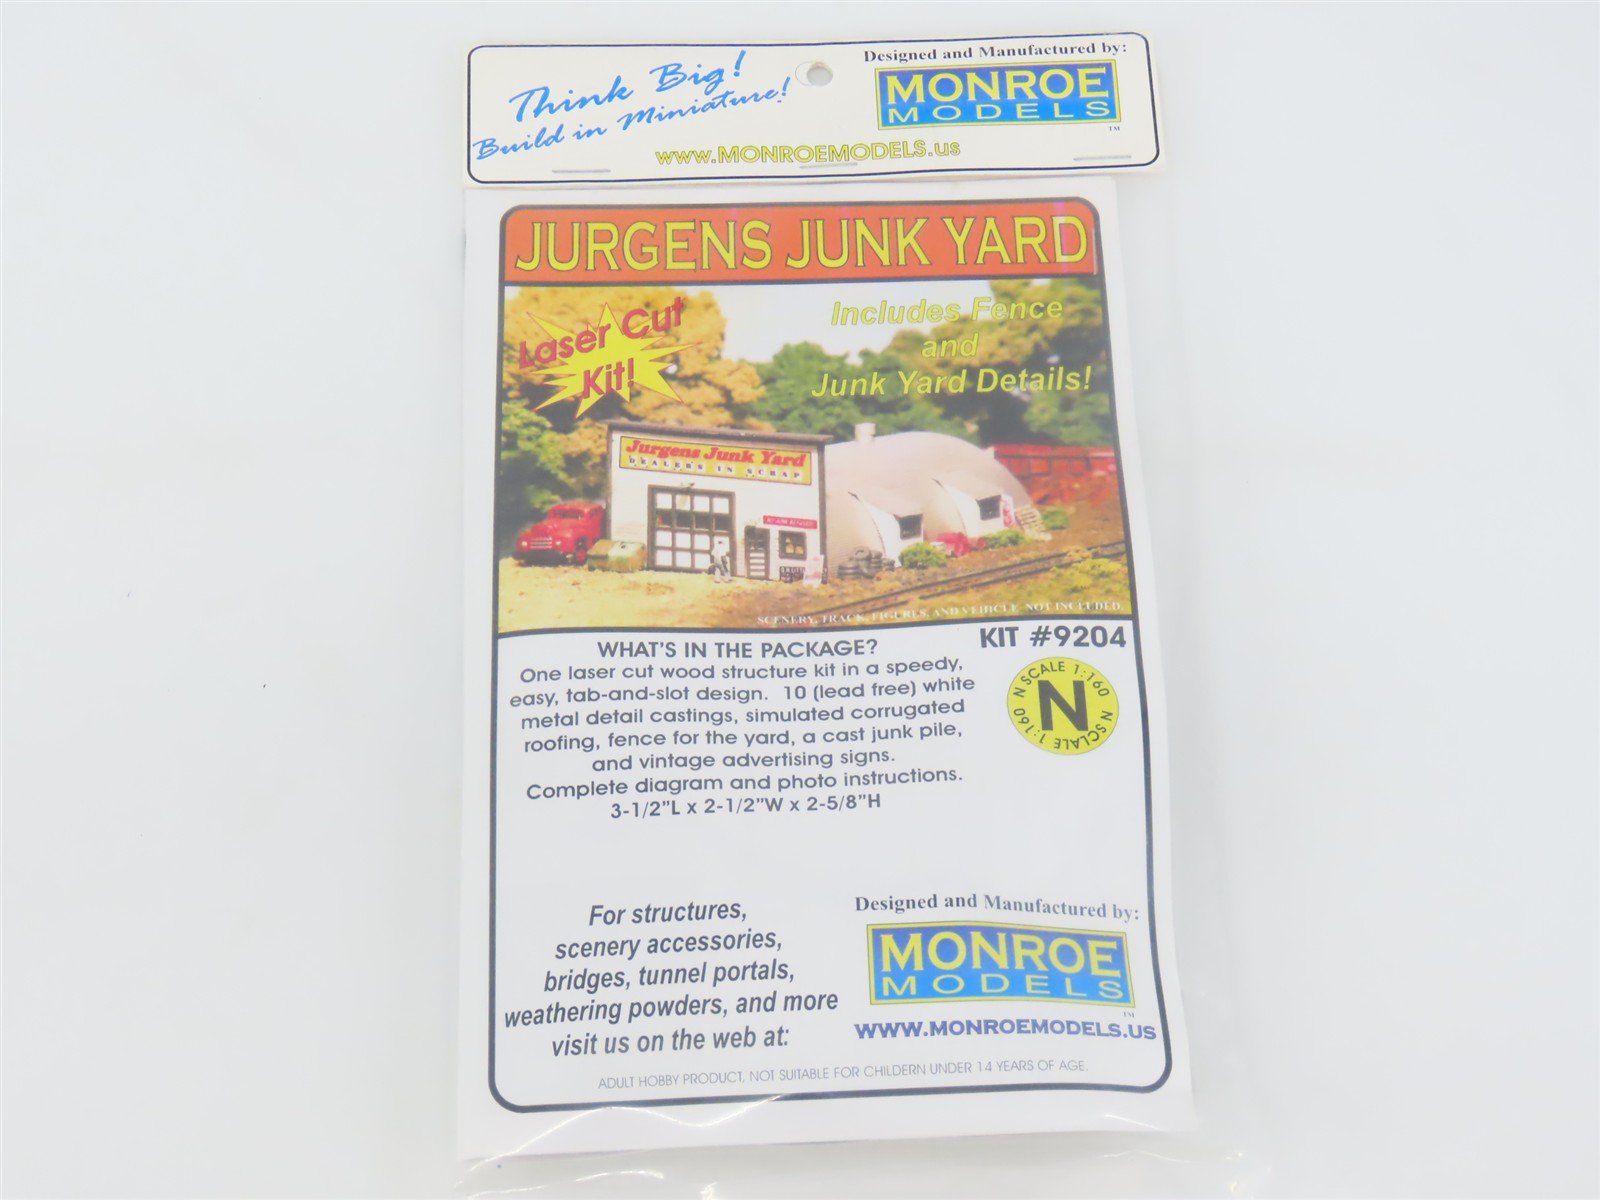 Think Big!
Build in Miniature!
Designed and Manufactured by:
MONROE
MODELS
TM
www.MONROEMODELS.us
JURGENS JUNK YARD
Laser Cut
Kit!
Includes Fence
and
Junk Yard Details!
Jurgens Junk Yard
DEALERS IN SCRAP
SCENERY, TRACK, FIGURES, AND VEHICLE NOT INCLUDED.
WHAT'S IN THE PACKAGE?
One laser cut wood structure kit in a speedy,
easy, tab-and-slot design. 10 (lead free) white
metal detail castings, simulated corrugated
roofing, fence for the yard, a cast junk pile,
and vintage advertising signs.
Complete diagram and photo instructions.
3-1/2"L x 2-1/2"W x 2-5/8"H
KIT #9204
N SCALE 1:160
N
N SCLALE 1:160
For structures,
scenery accessories,
bridges, tunnel portals,
weathering powders, and more
visit us on the web at:
Designed and Manufactured by:
MONROE
MODELS
TM
WWW.MONROEMODELS.US
ADULT HOBBY PRODUCT, NOT SUITABLE FOR CHILDERN UNDER 14 YEARS OF AGE.